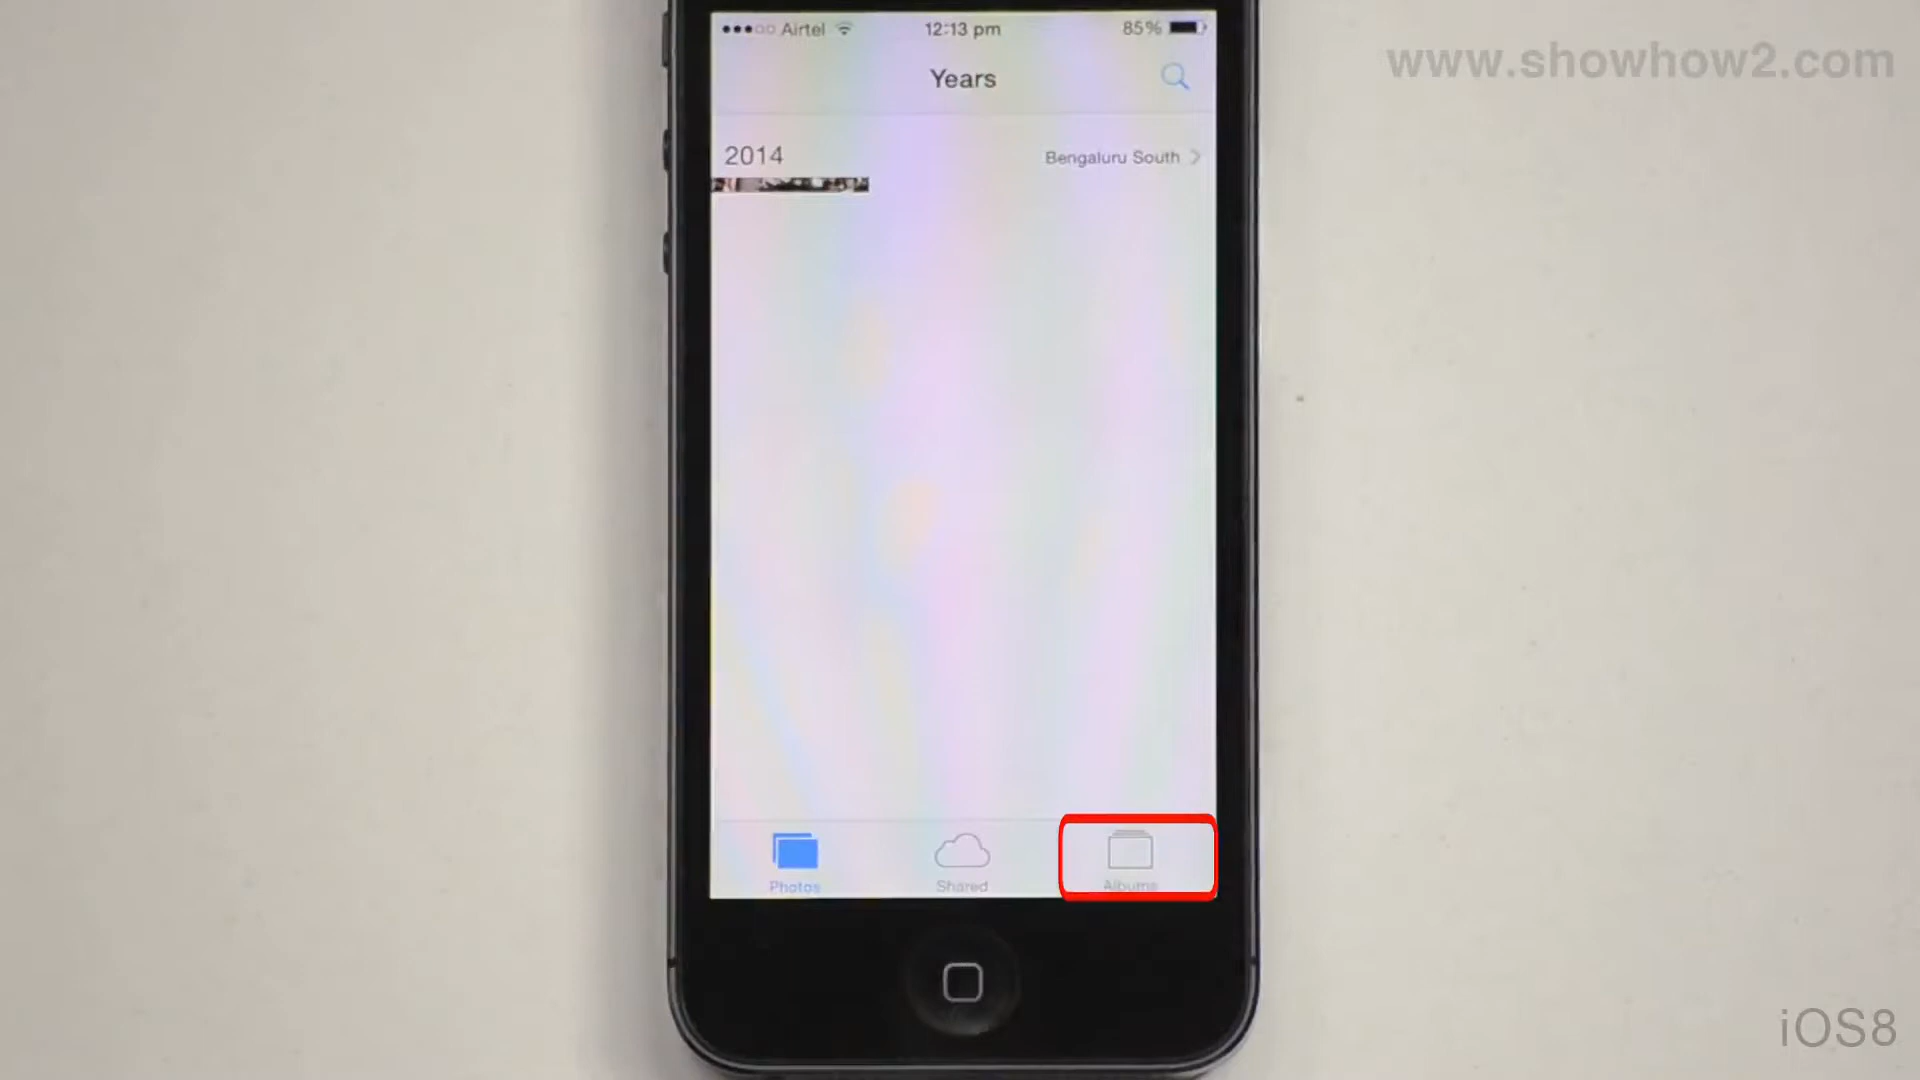 Airtel 12:13 pm 85%
www.showhow2.com
Years
2014 Bengaluru South
Photos Shared Albums
iOS8